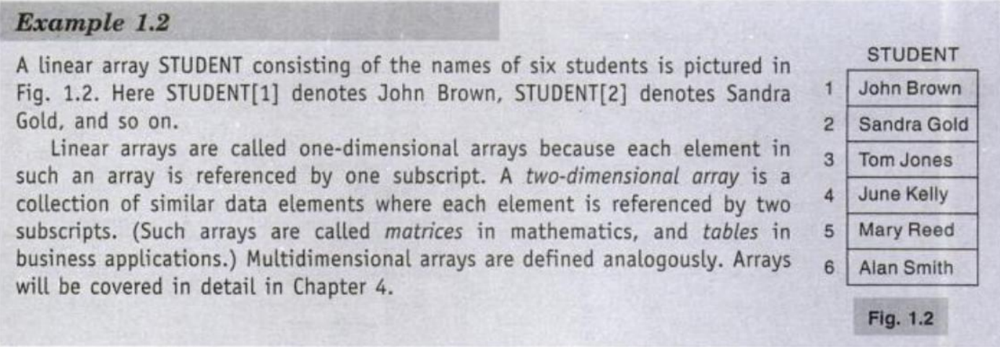 Example 1.2
A linear array STUDENT consisting of the names of six students is pictured in
Fig. 1.2. Here STUDENT[1] denotes John Brown, STUDENT[2] denotes Sandra
Gold, and so on.
Linear arrays are called one-dimensional arrays because each element in
such an array is referenced by one subscript. A two-dimensional array is a
collection of similar data elements where each element is referenced by two
subscripts. (Such arrays are called matrices in mathematics, and tables in
business applications.) Multidimensional arrays are defined analogously. Arrays
will be covered in detail in Chapter 4.
STUDENT
1 John Brown
2 Sandra Gold
3 Tom Jones
4 June Kelly
5 Mary Reed
6 Alan Smith
Fig. 1.2